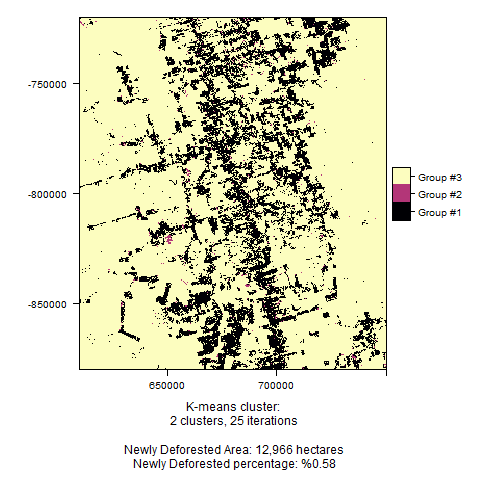 -750000
-800000
-850000
650000 700000
Group #3
Group #2
Group #1
K-means cluster:
2 clusters, 25 iterations
Newly Deforested Area: 12,966 hectares
Newly Deforested percentage: %0.58